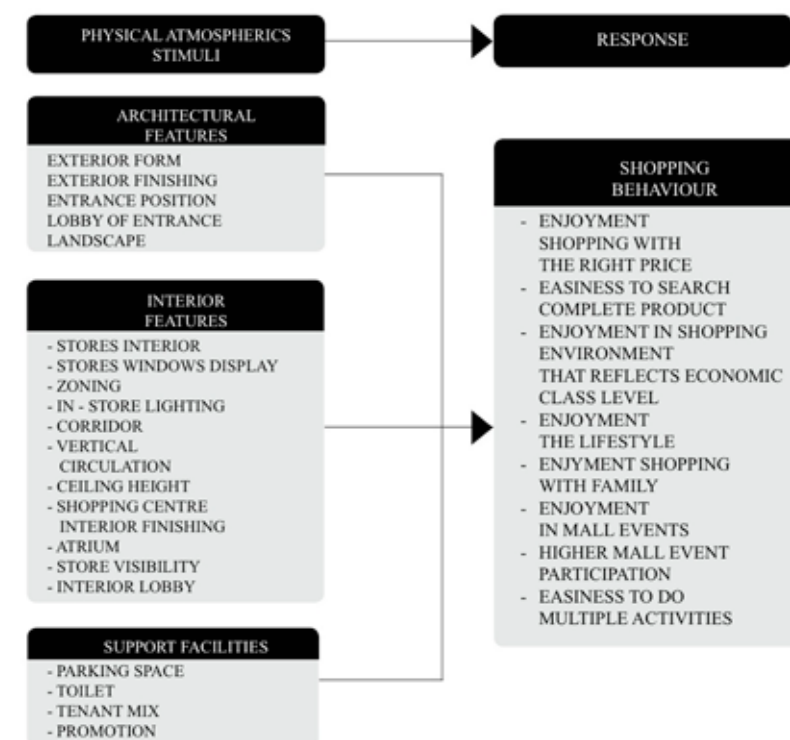 PHYSICAL ATMOSPHERICS
STIMULI
RESPONSE
ARCHITECTURAL
FEATURES
EXTERIOR FORM
EXTERIOR FINISHING
ENTRANCE POSITION
LOBBY OF ENTRANCE
LANDSCAPE
INTERIOR
FEATURES
- STORES INTERIOR
- STORES WINDOWS DISPLAY
- ZONING
- IN - STORE LIGHTING
- CORRIDOR
- VERTICAL
CIRCULATION
- CEILING HEIGHT
- SHOPPING CENTRE
INTERIOR FINISHING
- ATRIUM
- STORE VISIBILITY
- INTERIOR LOBBY
SUPPORT FACILITIES
- PARKING SPACE
- TOILET
- TENANT MIX
- PROMOTION
SHOPPING
BEHAVIOUR
- ENJOYMENT
SHOPPING WITH
THE RIGHT PRICE
- EASINESS TO SEARCH
COMPLETE PRODUCT
- ENJOYMENT IN SHOPPING
ENVIRONMENT
THAT REFLECTS ECONOMIC
CLASS LEVEL
- ENJOYMENT
THE LIFESTYLE
- ENJYMENT SHOPPING
WITH FAMILY
- ENJOYMENT
IN MALL EVENTS
- HIGHER MALL EVENT
PARTICIPATION
- EASINESS TO DO
MULTIPLE ACTIVITIES